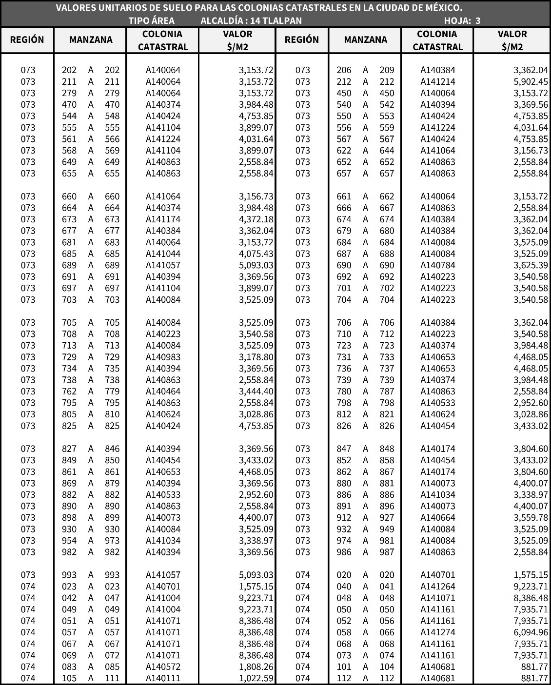 VALORES UNITARIOS DE SUELO PARA LAS COLONIAS CATASTRALES EN LA CIUDAD DE MÉXICO.
TIPO ÁREA ALCALDÍA : 14 TLALPAN HOJA: 3
REGIÓN MANZANA COLONIA CATASTRAL VALOR $/M2 REGIÓN MANZANA COLONIA CATASTRAL VALOR $/M2
073 202 A 202 A140064 3,153.72 073 206 A 209 A140384 3,362.04
073 211 A 211 A140064 3,153.72 073 212 A 212 A141214 5,902.45
073 279 A 279 A140064 3,153.72 073 450 A 450 A140064 3,153.72
073 470 A 470 A140374 3,984.48 073 540 A 542 A140394 3,369.56
073 544 A 548 A140424 4,753.85 073 550 A 553 A140424 4,753.85
073 555 A 555 A141104 3,899.07 073 556 A 559 A141224 4,031.64
073 561 A 566 A141224 4,031.64 073 567 A 567 A140424 4,753.85
073 568 A 569 A141104 3,899.07 073 622 A 644 A141064 3,156.73
073 649 A 649 A140863 2,558.84 073 652 A 652 A140863 2,558.84
073 655 A 655 A140863 2,558.84 073 657 A 657 A140863 2,558.84
073 660 A 660 A141064 3,156.73 073 661 A 662 A140064 3,153.72
073 664 A 664 A140374 3,984.48 073 666 A 667 A140863 2,558.84
073 673 A 673 A141174 4,372.18 073 674 A 674 A140384 3,362.04
073 677 A 677 A140384 3,362.04 073 679 A 680 A140384 3,362.04
073 681 A 683 A140064 3,153.72 073 684 A 684 A140084 3,525.09
073 685 A 685 A141044 4,075.43 073 687 A 688 A140084 3,525.09
073 689 A 689 A141057 5,093.03 073 690 A 690 A140784 3,625.39
073 691 A 691 A140394 3,369.56 073 692 A 692 A140223 3,540.58
073 697 A 697 A141104 3,899.07 073 701 A 702 A140223 3,540.58
073 703 A 703 A140084 3,525.09 073 704 A 704 A140223 3,540.58
073 705 A 705 A140084 3,525.09 073 706 A 706 A140384 3,362.04
073 708 A 708 A140223 3,540.58 073 710 A 712 A140223 3,540.58
073 713 A 713 A140084 3,525.09 073 723 A 723 A140374 3,984.48
073 729 A 729 A140983 3,178.80 073 731 A 733 A140653 4,468.05
073 734 A 735 A140394 3,369.56 073 736 A 737 A140653 4,468.05
073 738 A 738 A140863 2,558.84 073 739 A 739 A140374 3,984.48
073 762 A 779 A140464 3,444.40 073 780 A 787 A140863 2,558.84
073 795 A 795 A140863 2,558.84 073 798 A 798 A140533 2,952.60
073 805 A 810 A140624 3,028.86 073 812 A 821 A140624 3,028.86
073 825 A 825 A140424 4,753.85 073 826 A 826 A140454 3,433.02
073 827 A 846 A140394 3,369.56 073 847 A 848 A140174 3,804.60
073 849 A 850 A140454 3,433.02 073 852 A 858 A140454 3,433.02
073 861 A 861 A140653 4,468.05 073 862 A 867 A140174 3,804.60
073 869 A 879 A140394 3,369.56 073 880 A 881 A140073 4,400.07
073 882 A 882 A140533 2,952.60 073 886 A 886 A141034 3,338.97
073 890 A 890 A140863 2,558.84 073 891 A 896 A140073 4,400.07
073 898 A 899 A140073 4,400.07 073 912 A 927 A140664 3,559.78
073 930 A 930 A140084 3,525.09 073 932 A 949 A140084 3,525.09
073 954 A 973 A141034 3,338.97 073 974 A 981 A140084 3,525.09
073 982 A 982 A140394 3,369.56 073 986 A 987 A140863 2,558.84
073 993 A 993 A141057 5,093.03 074 020 A 020 A140701 1,575.15
074 023 A 023 A140701 1,575.15 074 040 A 041 A141264 9,223.71
074 042 A 047 A141004 9,223.71 074 048 A 048 A141071 8,386.48
074 049 A 049 A141004 9,223.71 074 050 A 050 A141161 7,935.71
074 051 A 051 A141071 8,386.48 074 052 A 056 A141161 7,935.71
074 057 A 057 A141071 8,386.48 074 058 A 066 A141274 6,094.96
074 067 A 067 A141071 8,386.48 074 068 A 068 A141161 7,935.71
074 069 A 072 A141071 8,386.48 074 073 A 074 A141161 7,935.71
074 083 A 085 A140572 1,808.26 074 101 A 104 A140681 881.77
074 105 A 111 A140111 1,022.59 074 112 A 112 A140681 881.77